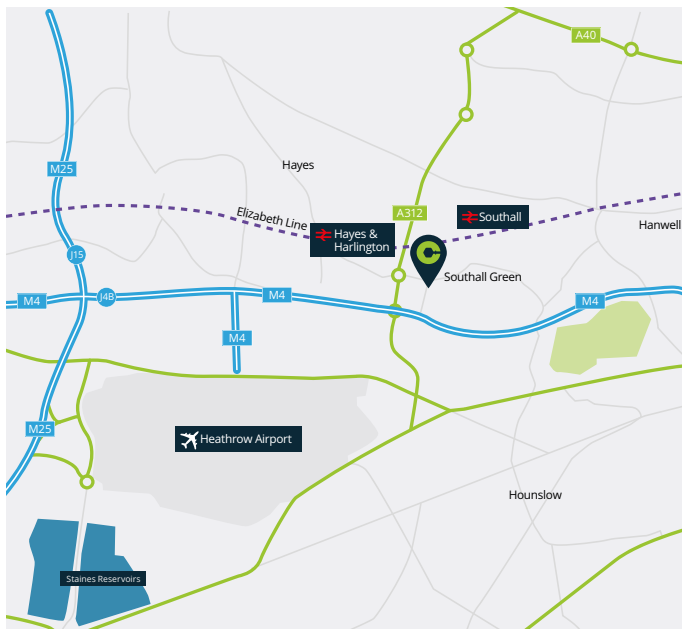 A40
Hayes
M25
A312
Elizabeth Line
Southall
Hayes &
Harlington
Hanwell
J15
Southall Green
M4
J4B
M4
M4
M4
M25
Heathrow Airport
Hounslow
Staines Reservoirs